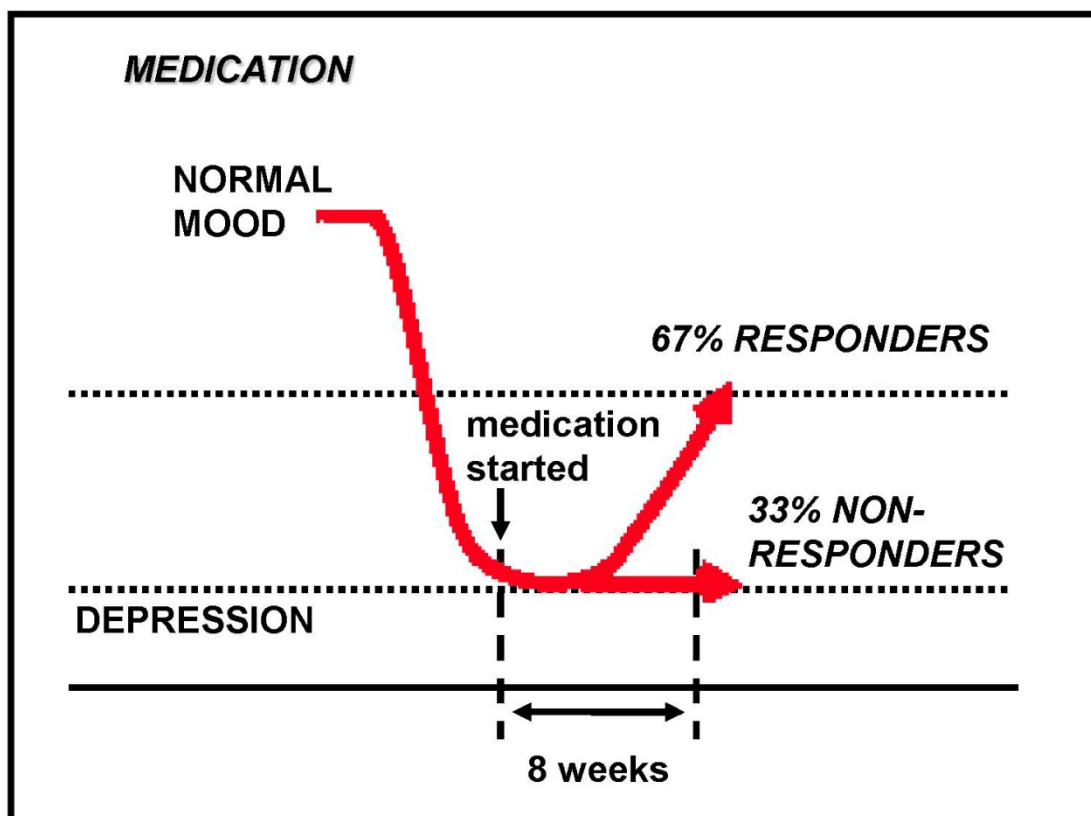 MEDICATION
NORMAL
MOOD
67% RESPONDERS
medication
started
33% NON-
RESPONDERS
DEPRESSION
8 weeks